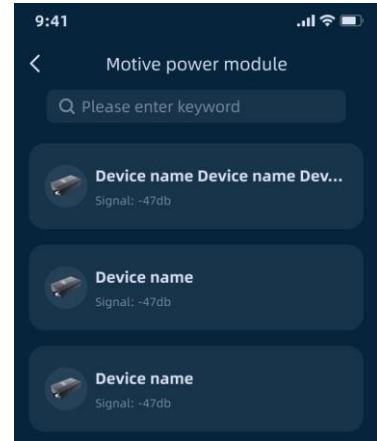 9:41
Motive power module
Please enter keyword
Device name Device name Dev...
Signal: -47db
Device name
Signal: -47db
Device name
Signal: -47db